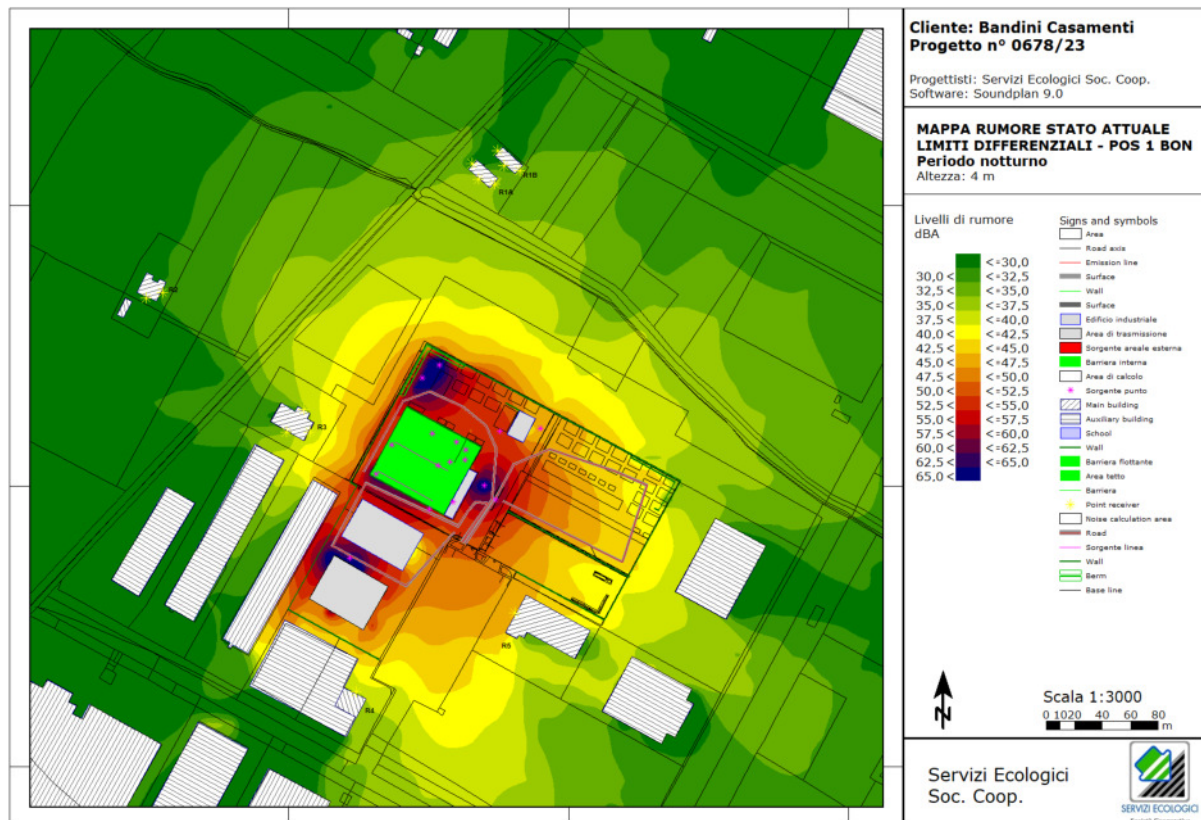 Cliente: Bandini Casamenti
Progetto n° 0678/23
Progettisti: Servizi Ecologici Soc. Coop.
Software: Soundplan 9.0
MAPPA RUMORE STATO ATTUALE
LIMITI DIFFERENZIALI - POS 1 BON
Periodo notturno
Altezza: 4 m
Livelli di rumore
dBA
<=30,0
30,0 < <=32,5
32,5 < <=35,0
35,0 < <=37,5
37,5 < <=40,0
40,0 < <=42,5
42,5 < <=45,0
45,0 < <=47,5
47,5 < <=50,0
50,0 < <=52,5
52,5 < <=55,0
55,0 < <=57,5
57,5 < <=60,0
60,0 < <=62,5
62,5 < <=65,0
65,0 <
Signs and symbols
Area
Road axis
Emission line
Surface
Wall
Surface
Edificio industriale
Area di trasmissione
Sorgente areale esterna
Barriera interna
Area di calcolo
Sorgente punto
Main building
Auxiliary building
School
Wall
Barriera flottante
Area tetto
Barriera
Point receiver
Noise calculation area
Road
Sorgente linea
Wall
Berm
Base line
R1B
R1A
R2
R3
R5
R4
N
Scala 1:3000
0 1020 40 60 80
m
Servizi Ecologici
Soc. Coop.
SERVIZI ECOLOGICI